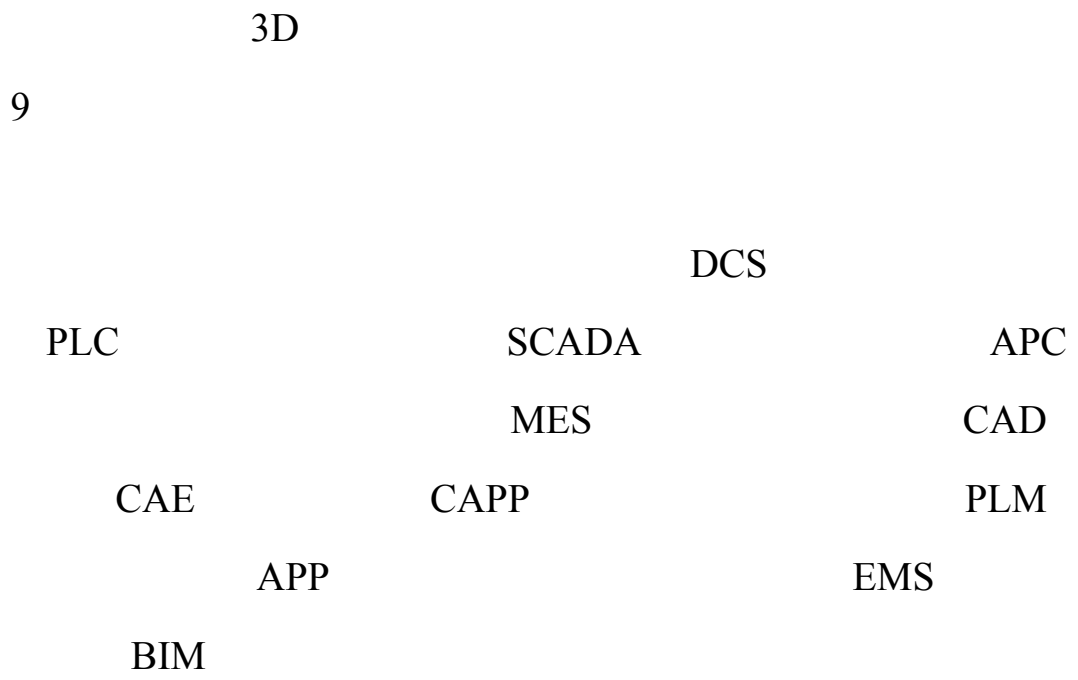 3D
9
DCS
PLC SCADA APC
MES CAD
CAE CAPP PLM
APP EMS
BIM